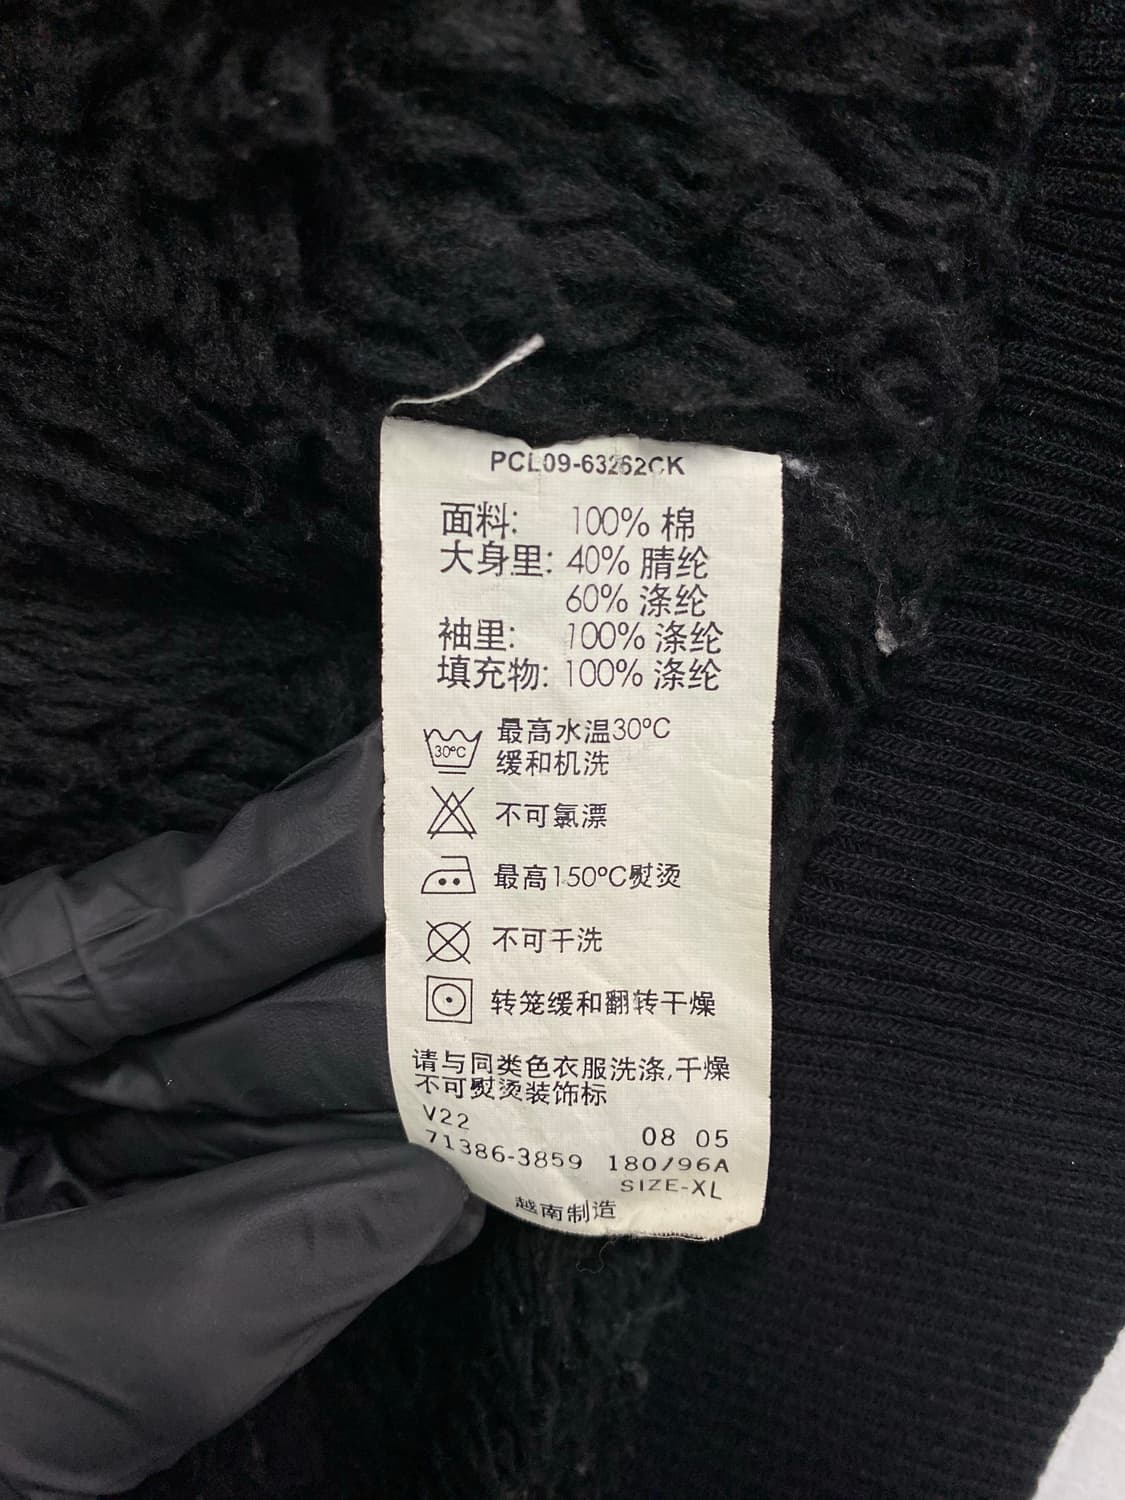 PCL09-63262CK
面料: 100% 棉
大身里: 40% 腈纶
60% 涤纶
袖里: 100% 涤纶
填充物: 100% 涤纶
30°C 最高水温30°C
缓和机洗
不可氯漂
最高150°C熨烫
不可干洗
转笼缓和翻转干燥
请与同类色衣服洗涤,干燥
不可熨烫装饰标
V22 08 05
71386-3859 180/96A
SIZE-XL
越南制造